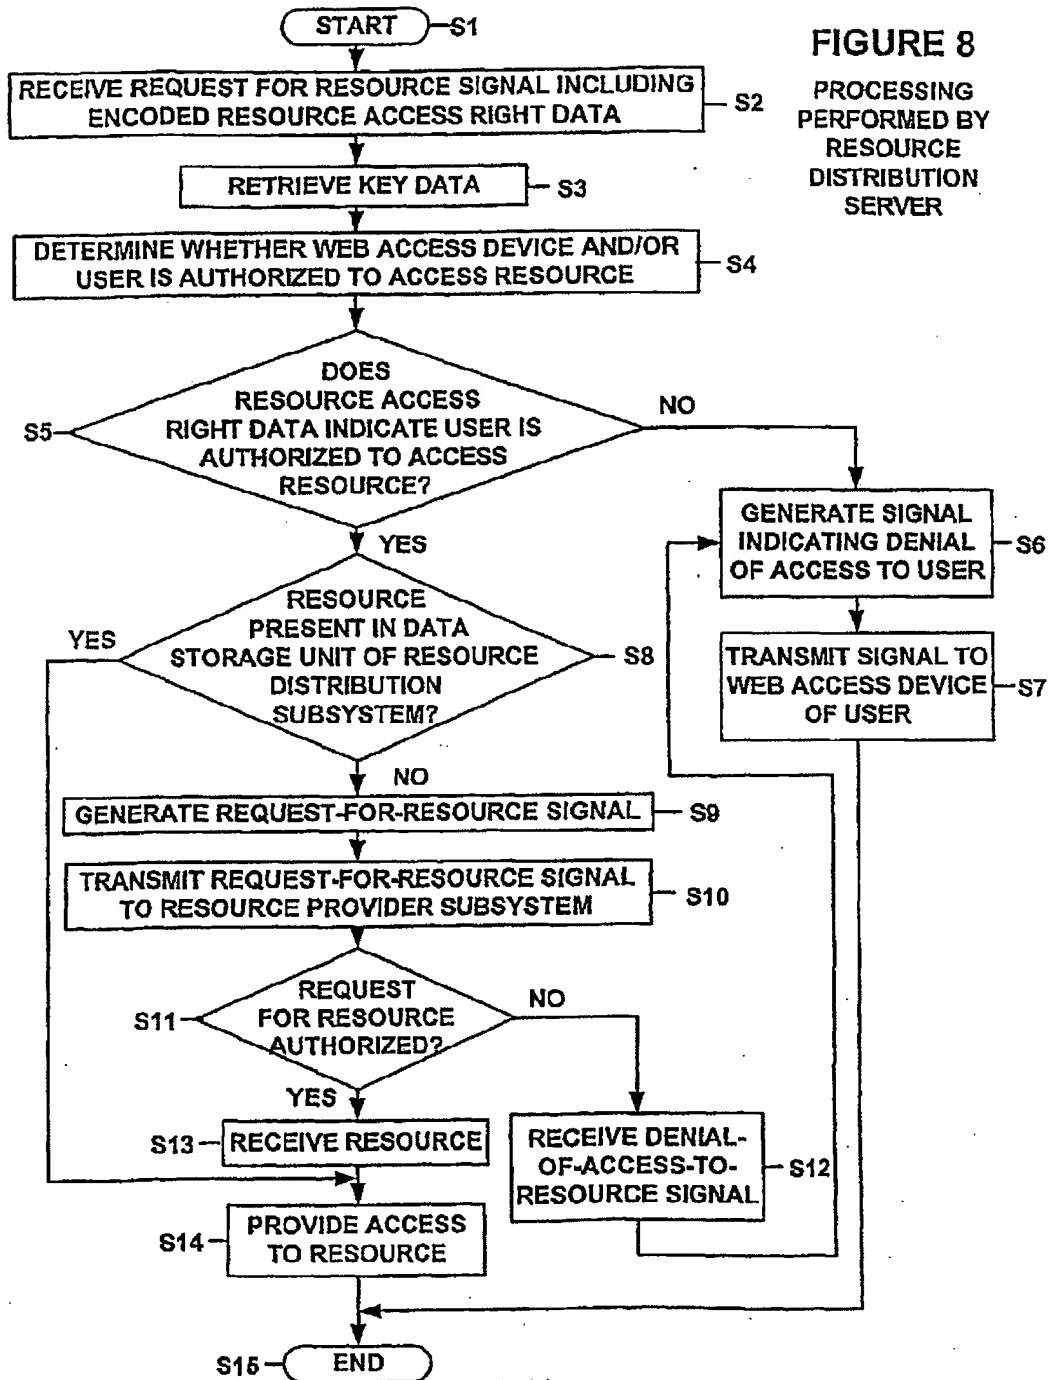 START
S1
FIGURE 8
PROCESSING
PERFORMED BY
RESOURCE
DISTRIBUTION
SERVER
RECEIVE REQUEST FOR RESOURCE SIGNAL INCLUDING
ENCODED RESOURCE ACCESS RIGHT DATA
S2
RETRIEVE KEY DATA
S3
DETERMINE WHETHER WEB ACCESS DEVICE AND/OR
USER IS AUTHORIZED TO ACCESS RESOURCE
S4
DOES
RESOURCE ACCESS
RIGHT DATA INDICATE USER IS
AUTHORIZED TO ACCESS
RESOURCE?
S5
NO
YES
GENERATE SIGNAL
INDICATING DENIAL
OF ACCESS TO USER
S6
TRANSMIT SIGNAL TO
WEB ACCESS DEVICE
OF USER
S7
RESOURCE
PRESENT IN DATA
STORAGE UNIT OF RESOURCE
DISTRIBUTION
SUBSYSTEM?
S8
YES
NO
GENERATE REQUEST-FOR-RESOURCE SIGNAL
S9
TRANSMIT REQUEST-FOR-RESOURCE SIGNAL
TO RESOURCE PROVIDER SUBSYSTEM
S10
REQUEST
FOR RESOURCE
AUTHORIZED?
S11
NO
YES
RECEIVE DENIAL-
OF-ACCESS-TO-
RESOURCE SIGNAL
S12
S13
RECEIVE RESOURCE
S14
PROVIDE ACCESS
TO RESOURCE
S15
END